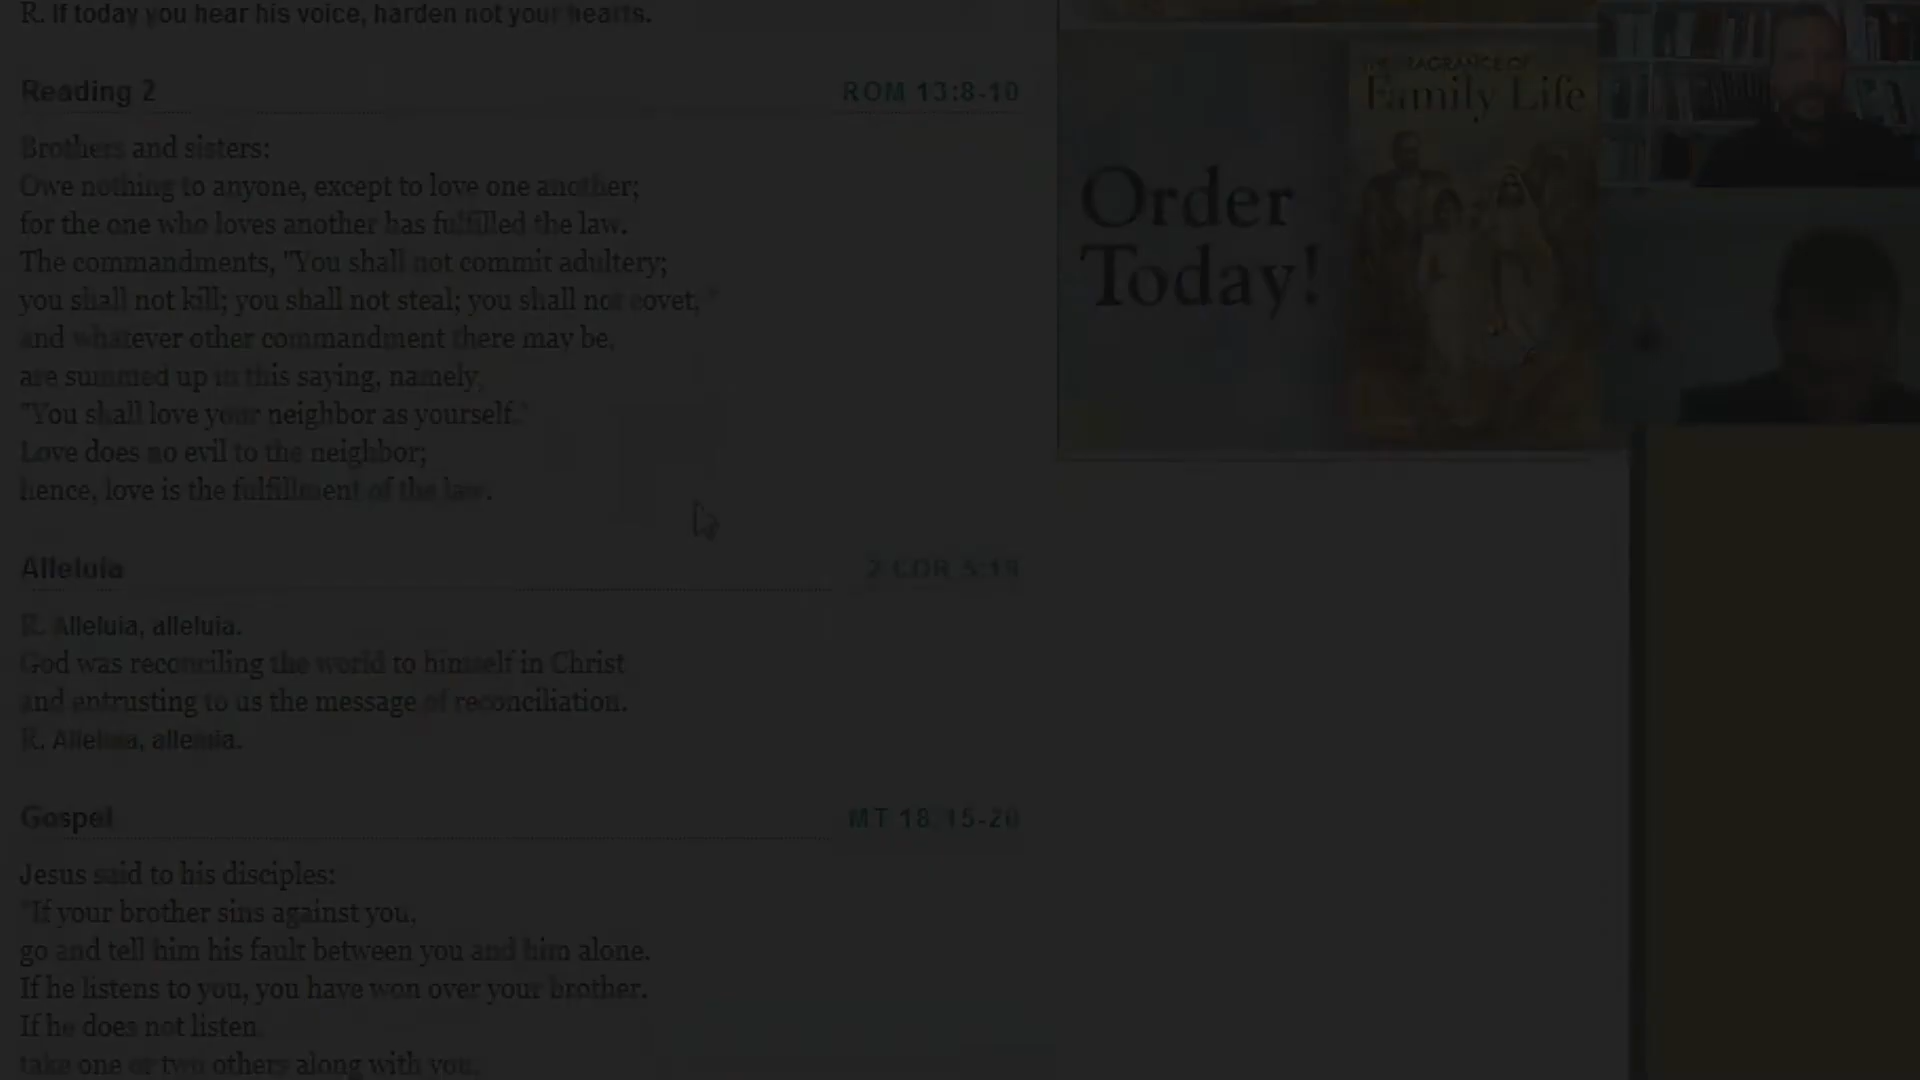 R. If today you hear his voice, harden not your hearts.
Reading 2
ROM 13:8-10
Brothers and sisters:
Owe nothing to anyone, except to love one another;
for the one who loves another has fulfilled the law.
The commandments, "You shall not commit adultery;
you shall not kill; you shall not steal; you shall not covet,"
and whatever other commandment there may be,
are summed up in this saying, namely,
"You shall love your neighbor as yourself."
Love does no evil to the neighbor;
hence, love is the fulfillment of the law.
Alleluia
2 COR 5:19
R. Alleluia, alleluia.
God was reconciling the world to himself in Christ
and entrusting to us the message of reconciliation.
R. Alleluia, alleluia.
Gospel
MT 18:15-20
Jesus said to his disciples:
"If your brother sins against you,
go and tell him his fault between you and him alone.
If he listens to you, you have won over your brother.
If he does not listen,
take one or two others along with you,
Order
Today!
THE FRAGRANCE OF
Family Life